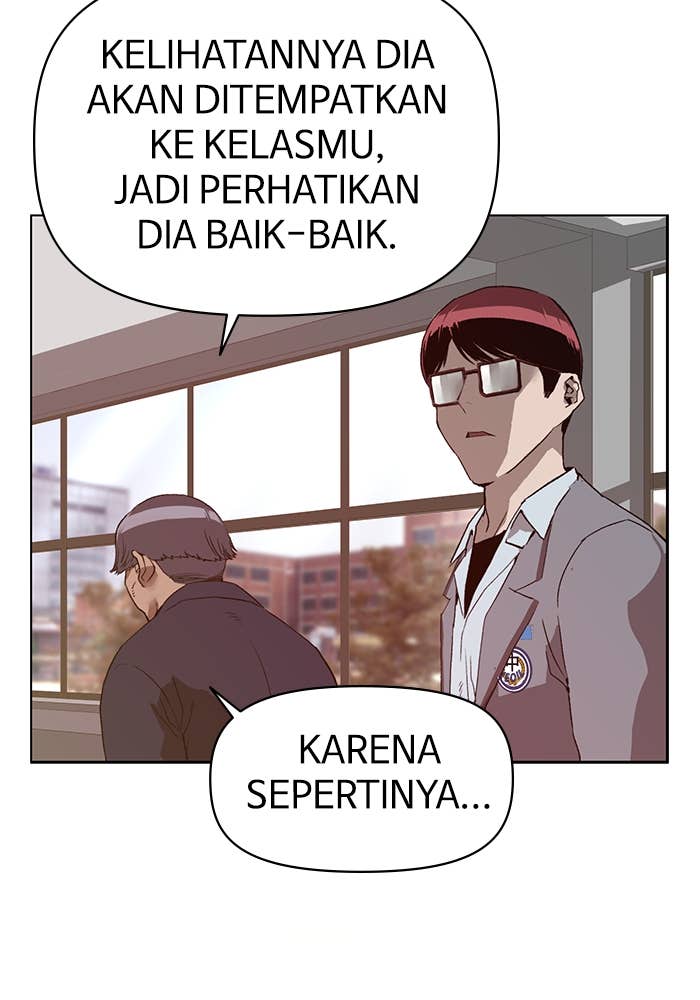 KELIHATANNYA DIA
AKAN DITEMPATKAN
KE KELASMU,
JADI PERHATIKAN
DIA BAIK-BAIK.
KARENA
SEPERTINYA...